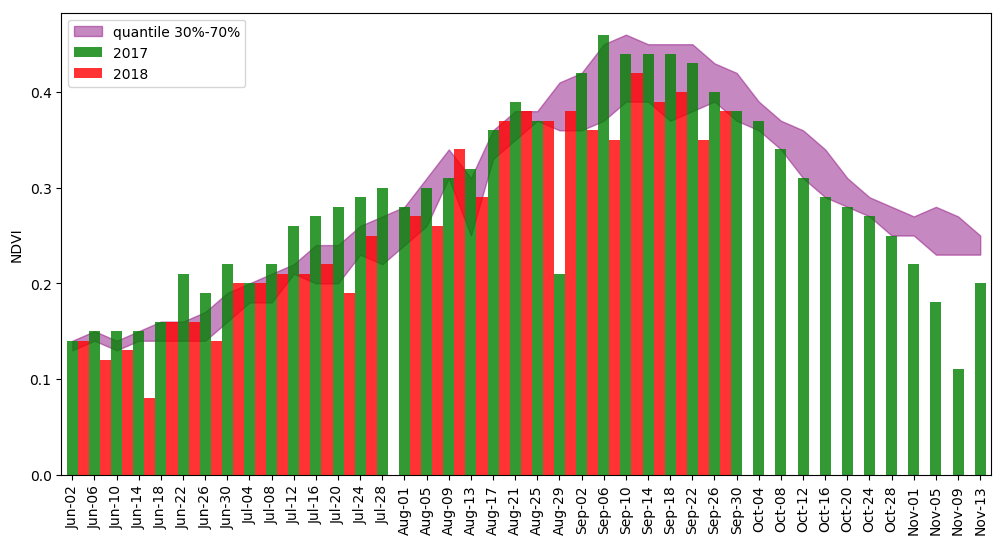 quantile 30%-70%
2017
2018
NDVI
0.4
0.3
0.2
0.1
0.0
Jun-02
Jun-06
Jun-10
Jun-14
Jun-18
Jun-22
Jun-26
Jun-30
Jul-04
Jul-08
Jul-12
Jul-16
Jul-20
Jul-24
Jul-28
Aug-01
Aug-05
Aug-09
Aug-13
Aug-17
Aug-21
Aug-25
Aug-29
Sep-02
Sep-06
Sep-10
Sep-14
Sep-18
Sep-22
Sep-26
Sep-30
Oct-04
Oct-08
Oct-12
Oct-16
Oct-20
Oct-24
Oct-28
Nov-01
Nov-05
Nov-09
Nov-13